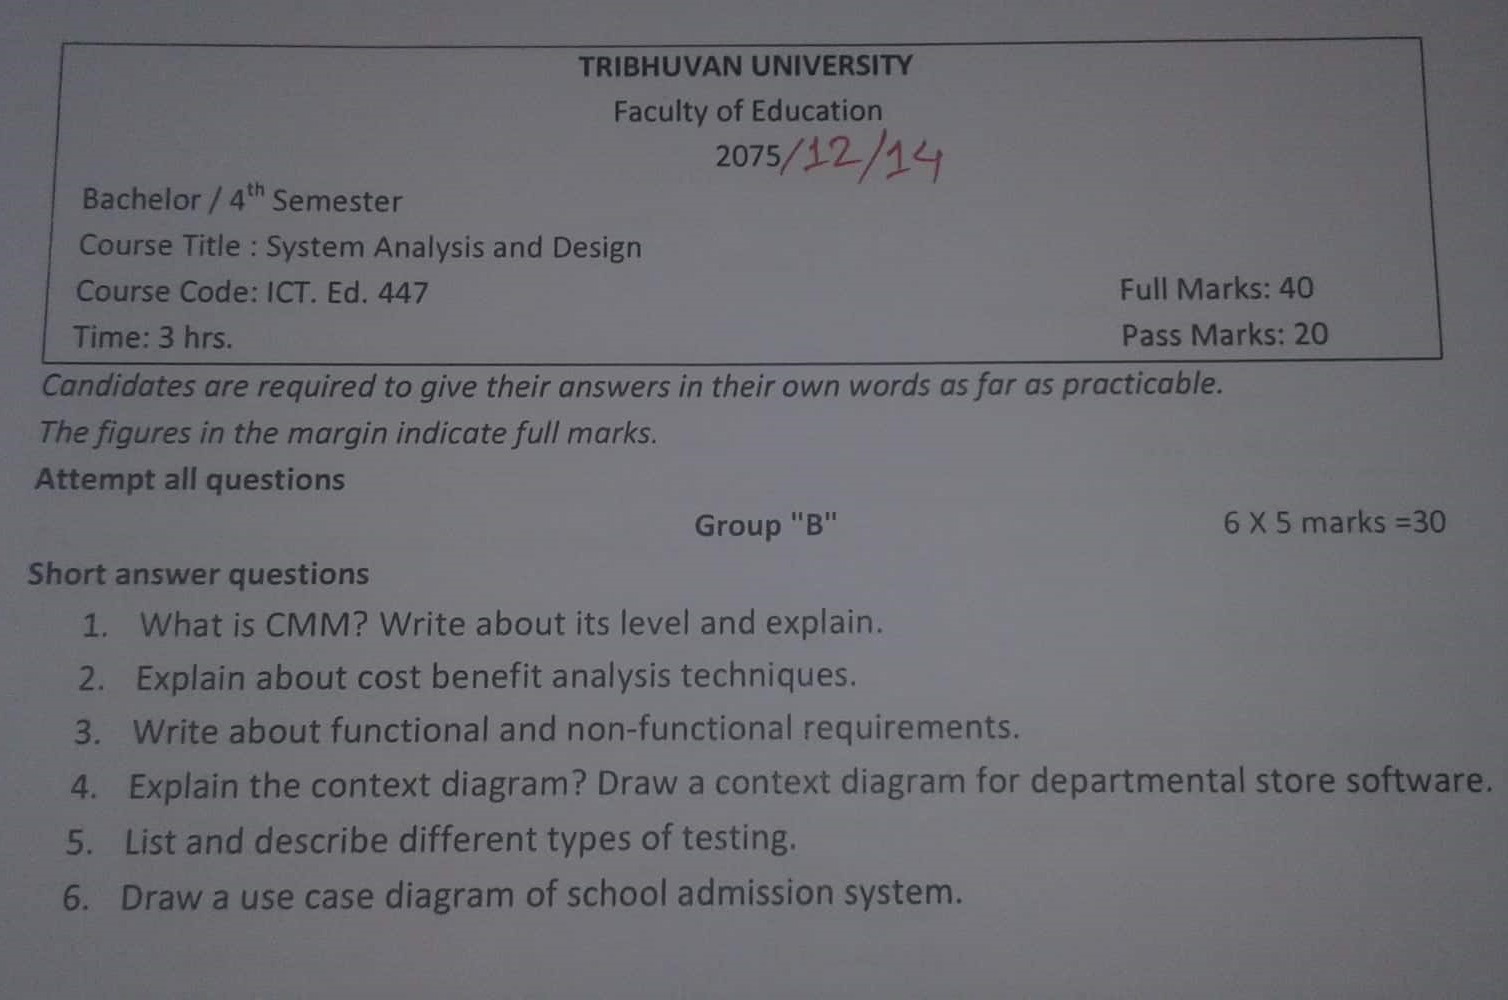 TRIBHUVAN UNIVERSITY
Faculty of Education
2075/12/14
Bachelor / 4th Semester
Course Title : System Analysis and Design
Course Code: ICT. Ed. 447
Full Marks: 40
Time: 3 hrs.
Pass Marks: 20
Candidates are required to give their answers in their own words as far as practicable.
The figures in the margin indicate full marks.
Attempt all questions
Group "B"
6 X 5 marks =30
Short answer questions
1. What is CMM? Write about its level and explain.
2. Explain about cost benefit analysis techniques.
3. Write about functional and non-functional requirements.
4. Explain the context diagram? Draw a context diagram for departmental store software.
5. List and describe different types of testing.
6. Draw a use case diagram of school admission system.